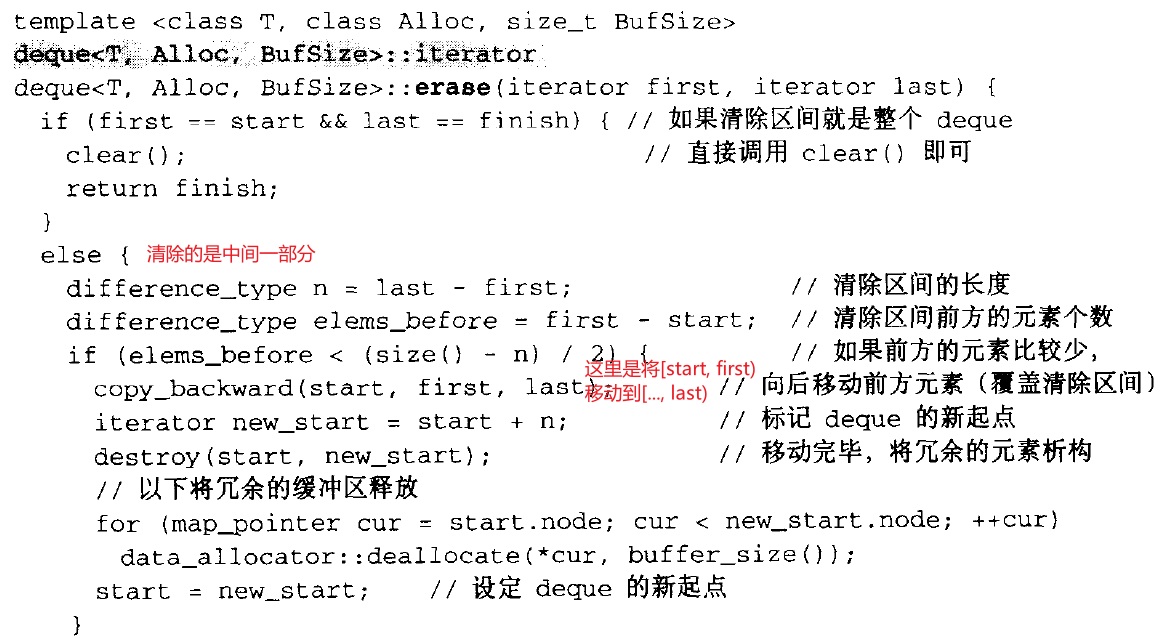 template <class T, class Alloc, size_t BufSize>
deque<T, Alloc, BufSize>::iterator
deque<T, Alloc, BufSize>::erase(iterator first, iterator last) {
if (first == start && last == finish) { // 如果清除区间就是整个 deque
clear(); // 直接调用 clear() 即可
return finish;
}
else { 清除的是中间一部分
difference_type n = last - first; // 清除区间的长度
difference_type elems_before = first - start; // 清除区间前方的元素个数
if (elems_before < (size() - n) / 2) { // 如果前方的元素比较少，
这里是将[start, first)
copy_backward(start, first, last); // 向后移动前方元素（覆盖清除区间）
移动到[..., last)
iterator new_start = start + n; // 标记 deque 的新起点
destroy(start, new_start); // 移动完毕，将冗余的元素析构
// 以下将冗余的缓冲区释放
for (map_pointer cur = start.node; cur < new_start.node; ++cur)
data_allocator::deallocate(*cur, buffer_size());
start = new_start; // 设定 deque 的新起点
}